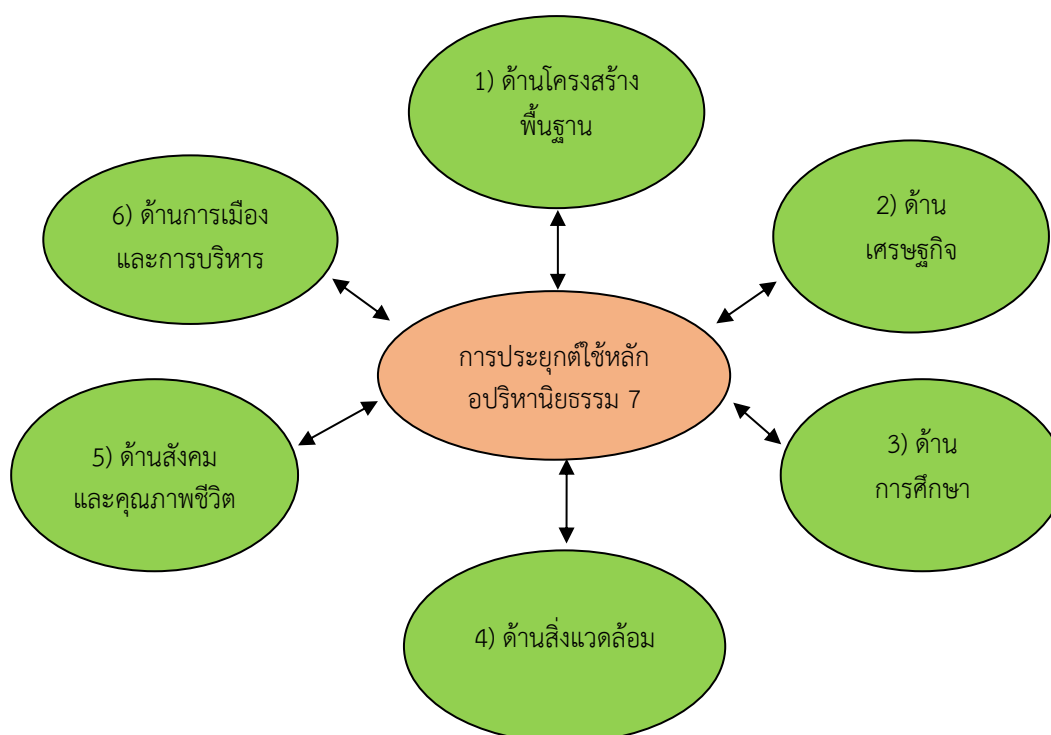 1) ด้านโครงสร้าง
พื้นฐาน
2) ด้าน
เศรษฐกิจ
3) ด้าน
การศึกษา
4) ด้านสิ่งแวดล้อม
5) ด้านสังคม
และคุณภาพชีวิต
6) ด้านการเมือง
และการบริหาร
การประยุกต์ใช้หลัก
อปริหานิยธรรม 7